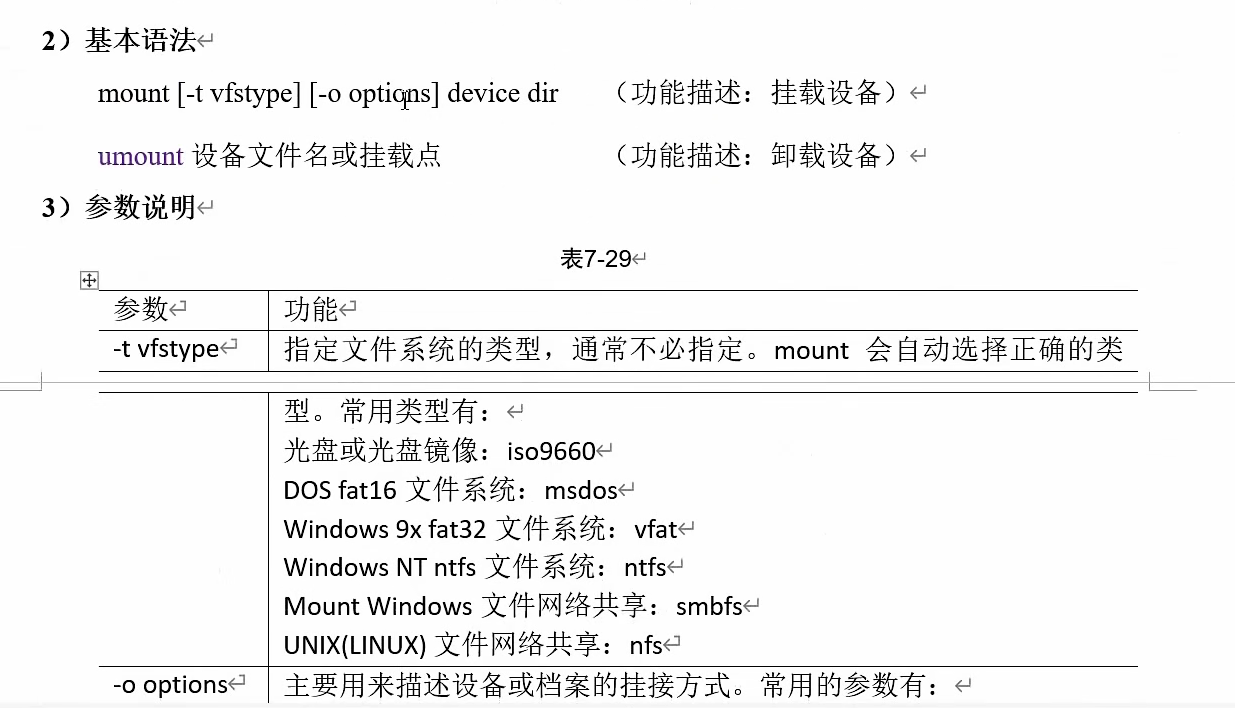 2）基本语法
mount [-t vfstype] [-o options] device dir （功能描述：挂载设备）
umount 设备文件名或挂载点 （功能描述：卸载设备）
3）参数说明
表7-29
参数 功能
-t vfstype 指定文件系统的类型，通常不必指定。mount 会自动选择正确的类
型。常用类型有：
光盘或光盘镜像：iso9660
DOS fat16 文件系统：msdos
Windows 9x fat32 文件系统：vfat
Windows NT ntfs 文件系统：ntfs
Mount Windows 文件网络共享：smbfs
UNIX(LINUX) 文件网络共享：nfs
-o options 主要用来描述设备或档案的挂接方式。常用的参数有：